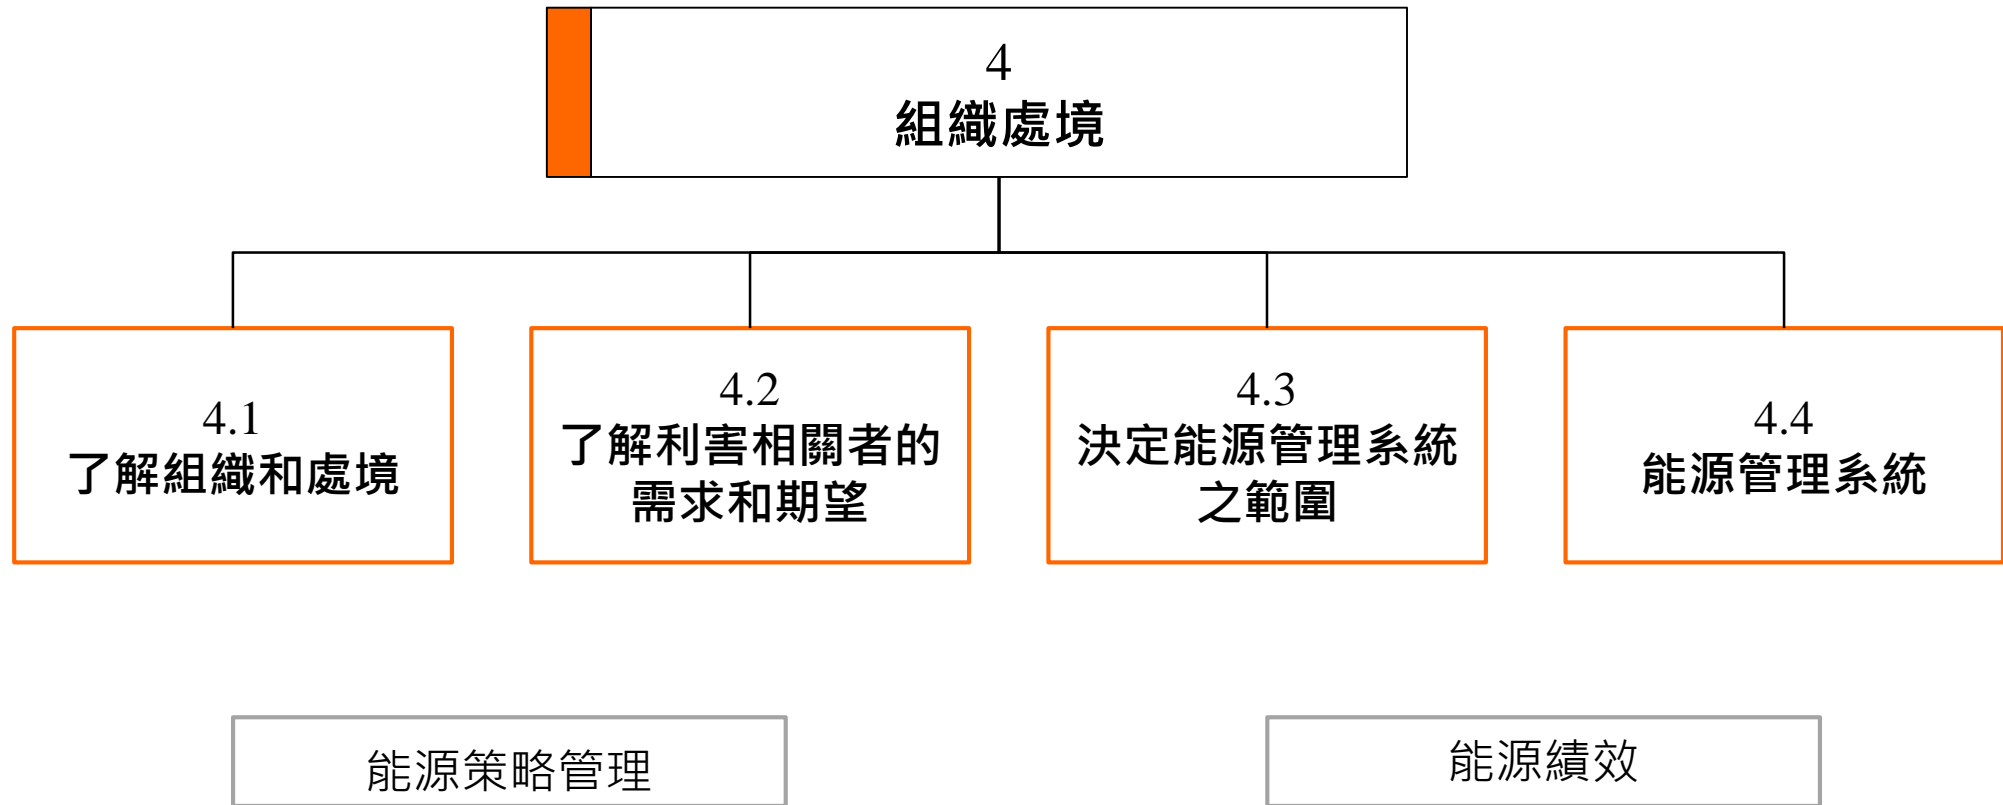 4
組織處境
4.1
了解組織和處境
4.2
了解利害相關者的
需求和期望
4.3
決定能源管理系統
之範圍
4.4
能源管理系統
能源策略管理
能源績效